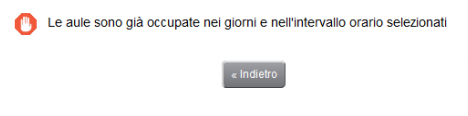 Le aule sono già occupate nei giorni e nell'intervallo orario selezionati
« Indietro